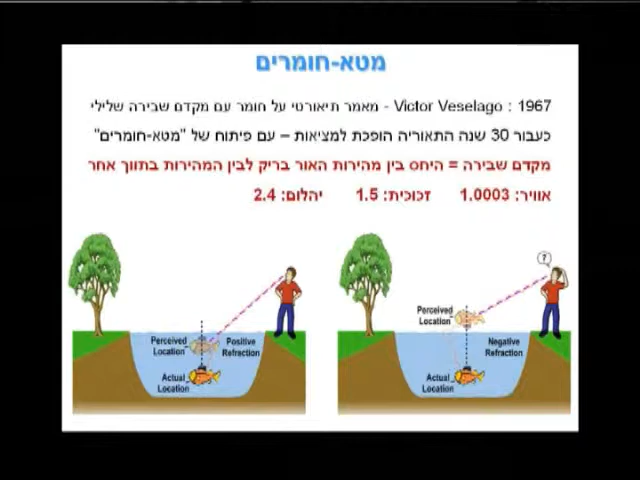 מטא-חומרים
1967 : Victor Veselago - מאמר תיאורטי על חומר עם מקדם שבירה שלילי
כעבור 30 שנה התאוריה הופכת למציאות – עם פיתוח של "מטא-חומרים"
מקדם שבירה = היחס בין מהירות האור בריק לבין המהירות בתווך אחר
אוויר: 1.0003 זכוכית: 1.5 יהלום: 2.4
Perceived
Location
Positive
Refraction
Actual
Location
?
Perceived
Location
Negative
Refraction
Actual
Location